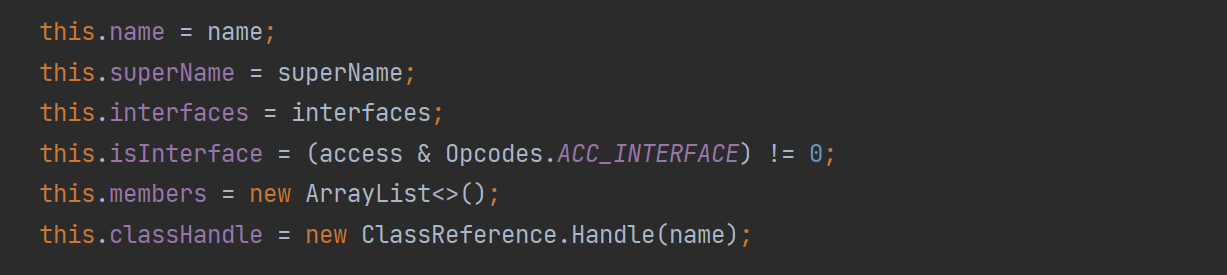 this.name = name;
this.superName = superName;
this.interfaces = interfaces;
this.isInterface = (access & Opcodes.ACC_INTERFACE) != 0;
this.members = new ArrayList<>();
this.classHandle = new ClassReference.Handle(name);